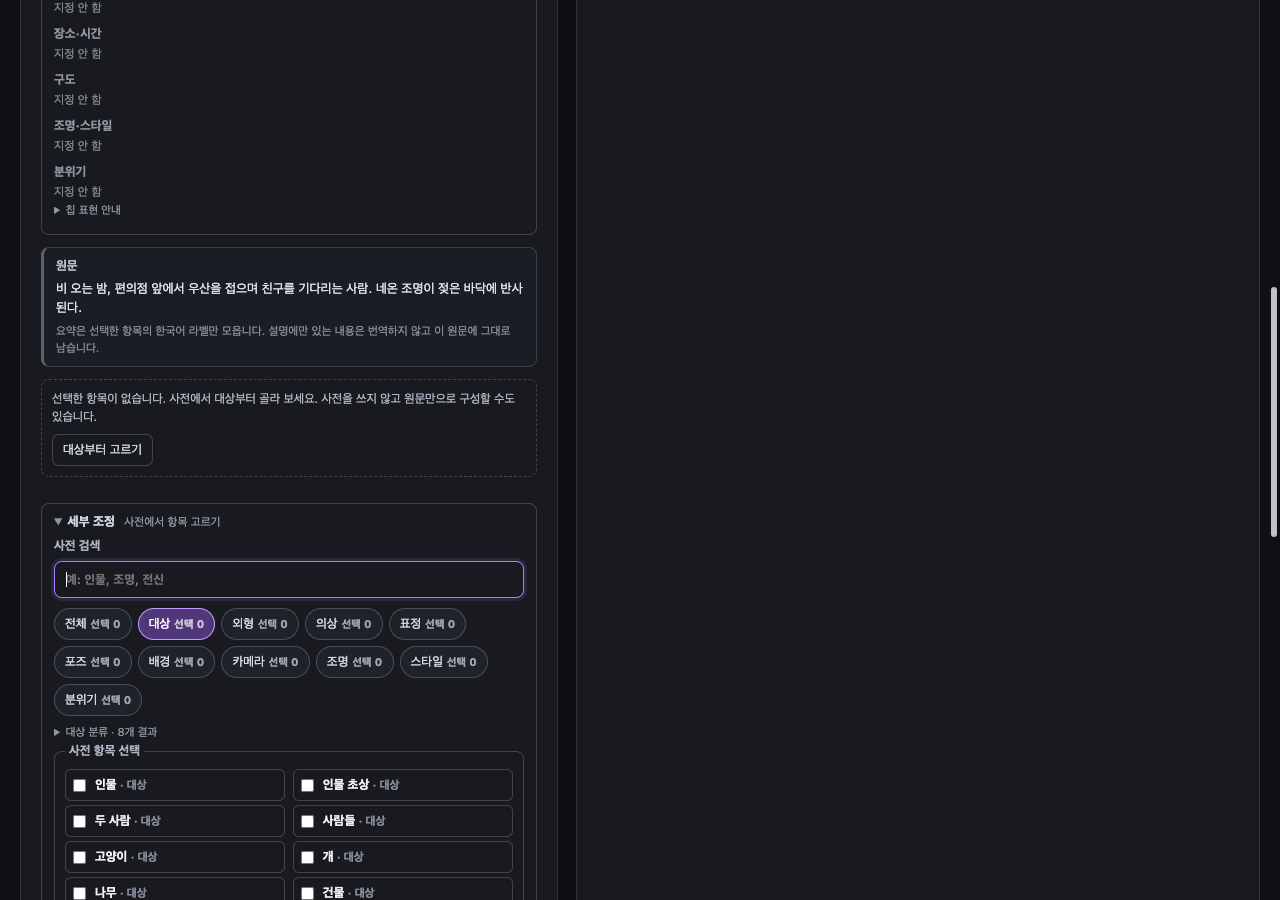 지정 안 함
장소·시간
지정 안 함
구도
지정 안 함
조명·스타일
지정 안 함
분위기
지정 안 함
▶ 칩 표현 안내
원문
비 오는 밤, 편의점 앞에서 우산을 접으며 친구를 기다리는 사람. 네온 조명이 젖은 바닥에 반사
된다.
요약은 선택한 항목의 한국어 라벨만 모읍니다. 설명에만 있는 내용은 번역하지 않고 이 원문에 그대로
남습니다.
선택한 항목이 없습니다. 사전에서 대상부터 골라 보세요. 사전을 쓰지 않고 원문만으로 구성할 수도
있습니다.
대상부터 고르기
▼ 세부 조정 사전에서 항목 고르기
사전 검색
예: 인물, 조명, 전신
전체 선택 0 대상 선택 0 외형 선택 0 의상 선택 0 표정 선택 0
포즈 선택 0 배경 선택 0 카메라 선택 0 조명 선택 0 스타일 선택 0
분위기 선택 0
▶ 대상 분류 · 8개 결과
사전 항목 선택
인물 · 대상 인물 초상 · 대상
두 사람 · 대상 사람들 · 대상
고양이 · 대상 개 · 대상
나무 · 대상 건물 · 대상